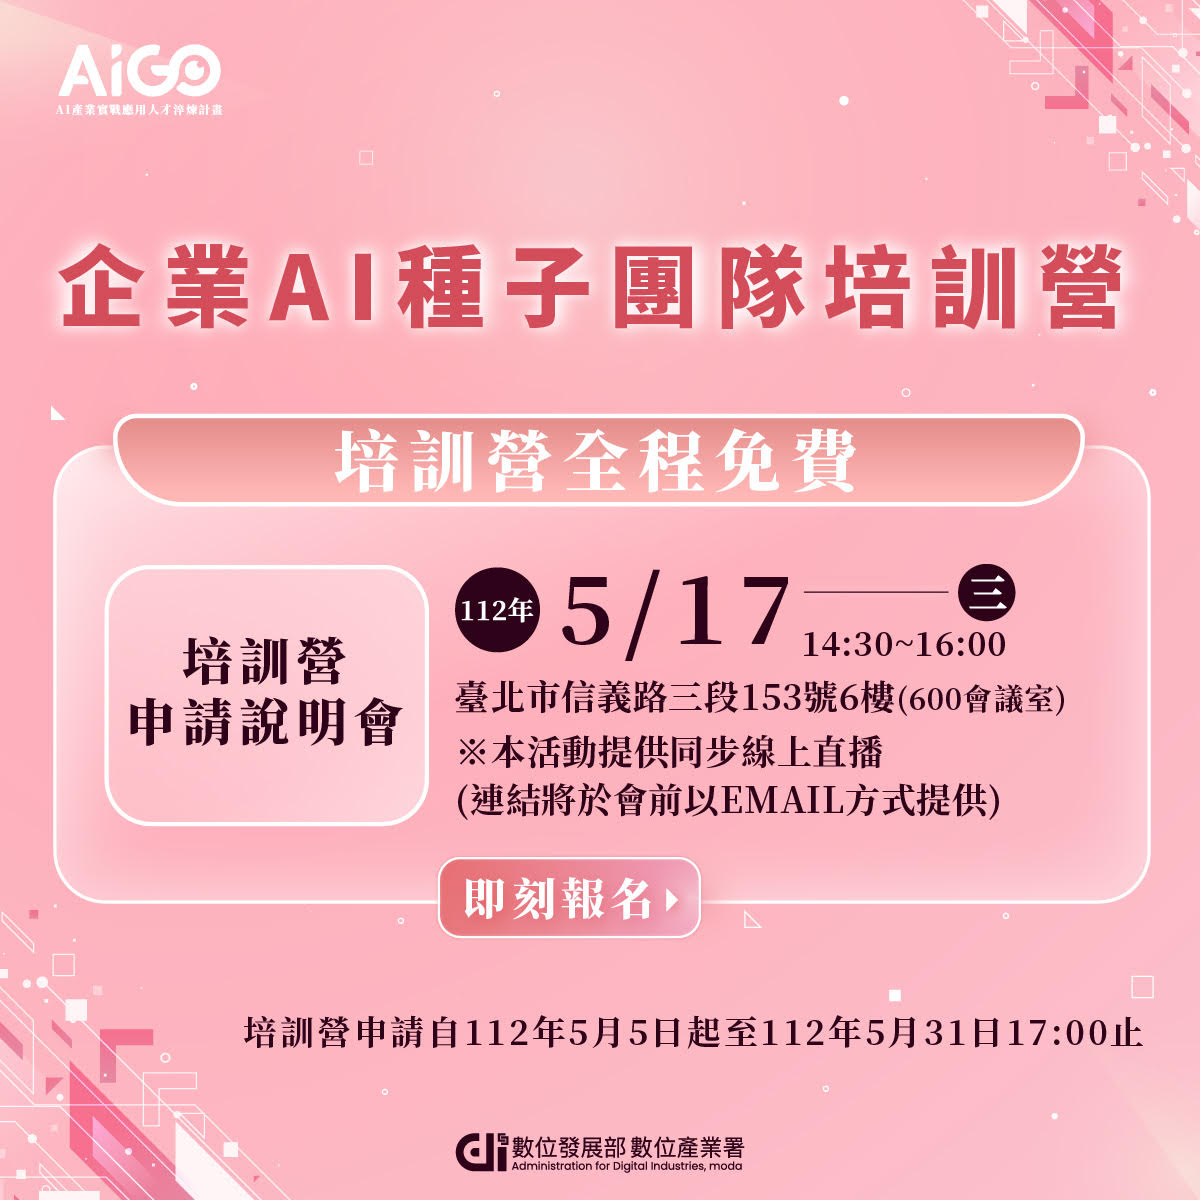 AiGO
AI產業實戰應用人才淬煉計畫
企業AI種子團隊培訓營
培訓營全程免費
培訓營
申請說明會
112年 5/17 三
14:30~16:00
臺北市信義路三段153號6樓(600會議室)
※本活動提供同步線上直播
(連結將於會前以EMAIL方式提供)
即刻報名
培訓營申請自112年5月5日起至112年5月31日17:00止
di 數位發展部 數位產業署
Administration for Digital Industries, moda